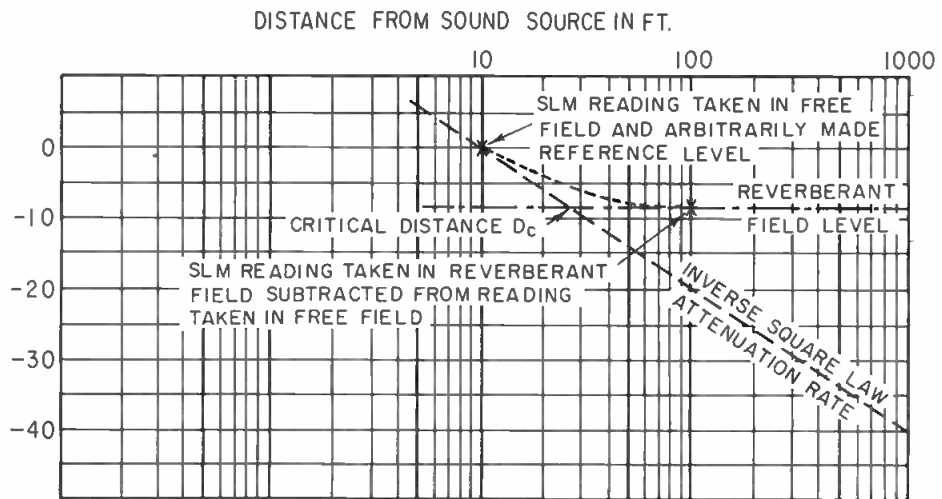 DISTANCE FROM SOUND SOURCE IN FT.
10 100 1000
SLM READING TAKEN IN FREE
FIELD AND ARBITRARILY MADE
REFERENCE LEVEL
0
REVERBERANT
FIELD LEVEL
-10
CRITICAL DISTANCE Dc
SLM READING TAKEN IN REVERBERANT
FIELD SUBTRACTED FROM READING
TAKEN IN FREE FIELD
-20
INVERSE SQUARE LAW
ATTENUATION RATE
-30
-40